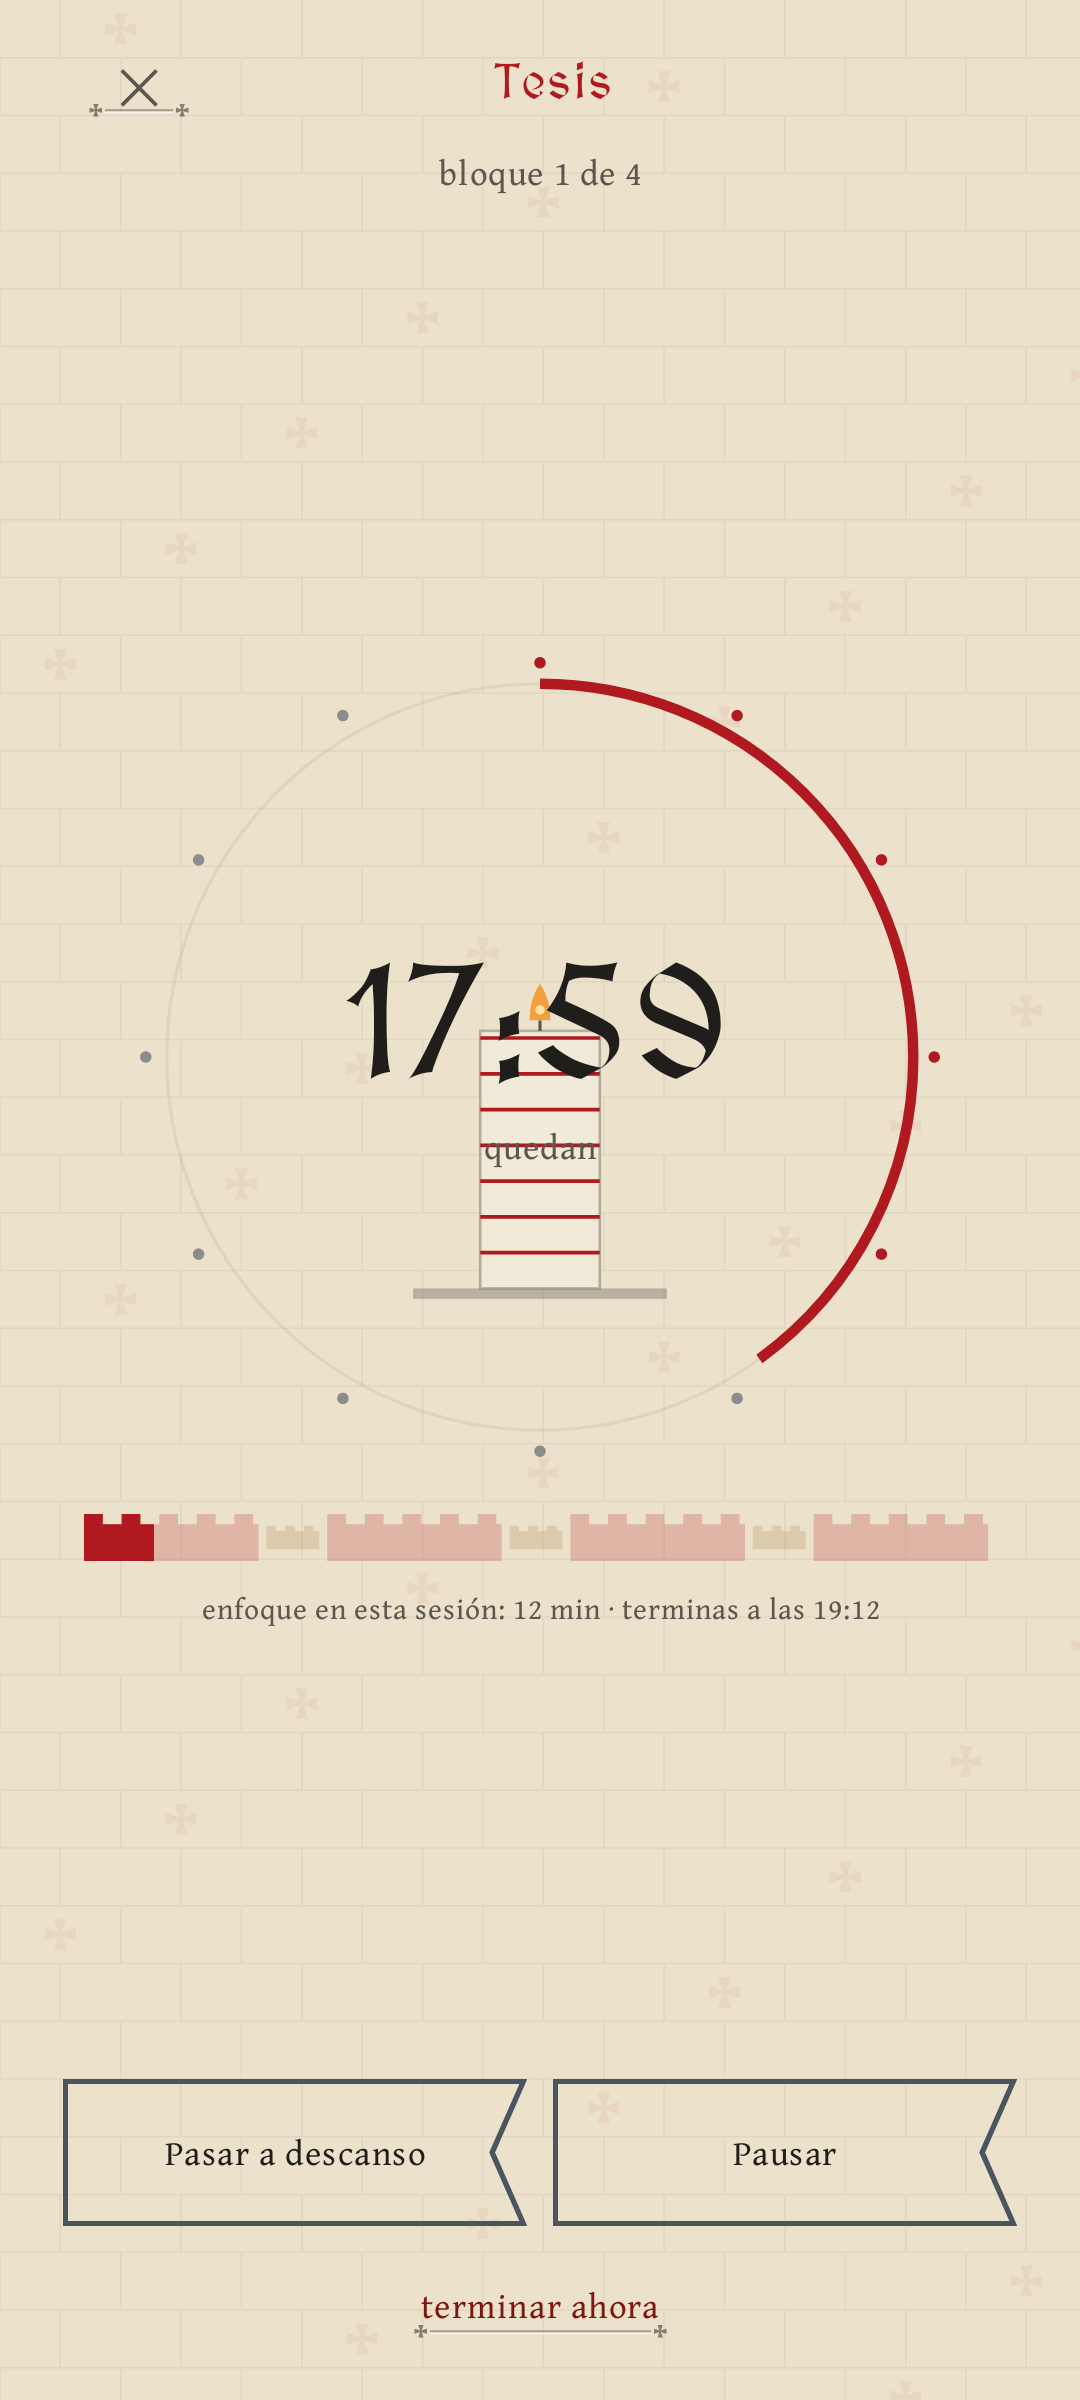 Tesis
bloque 1 de 4
17:59
quedan
enfoque en esta sesión: 12 min · terminas a las 19:12
Pasar a descanso
Pausar
terminar ahora